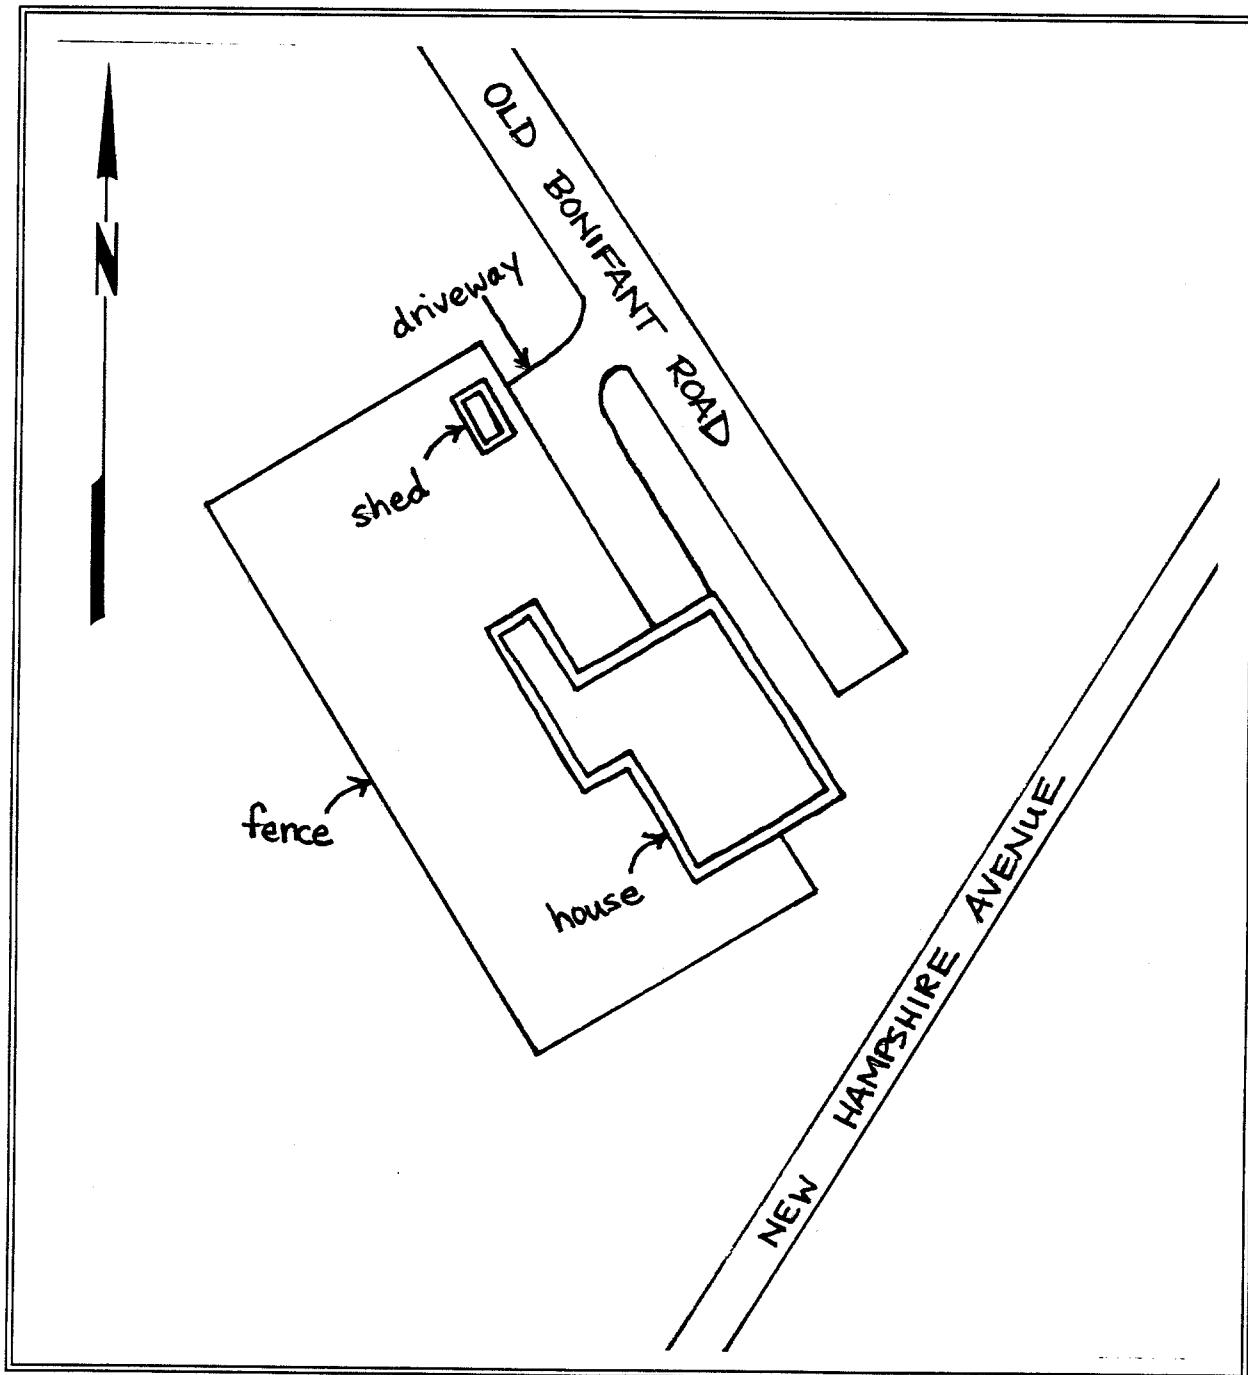 OLD BONIFANT ROAD
N
driveway
shed
fence
house
NEW HAMPSHIRE AVENUE